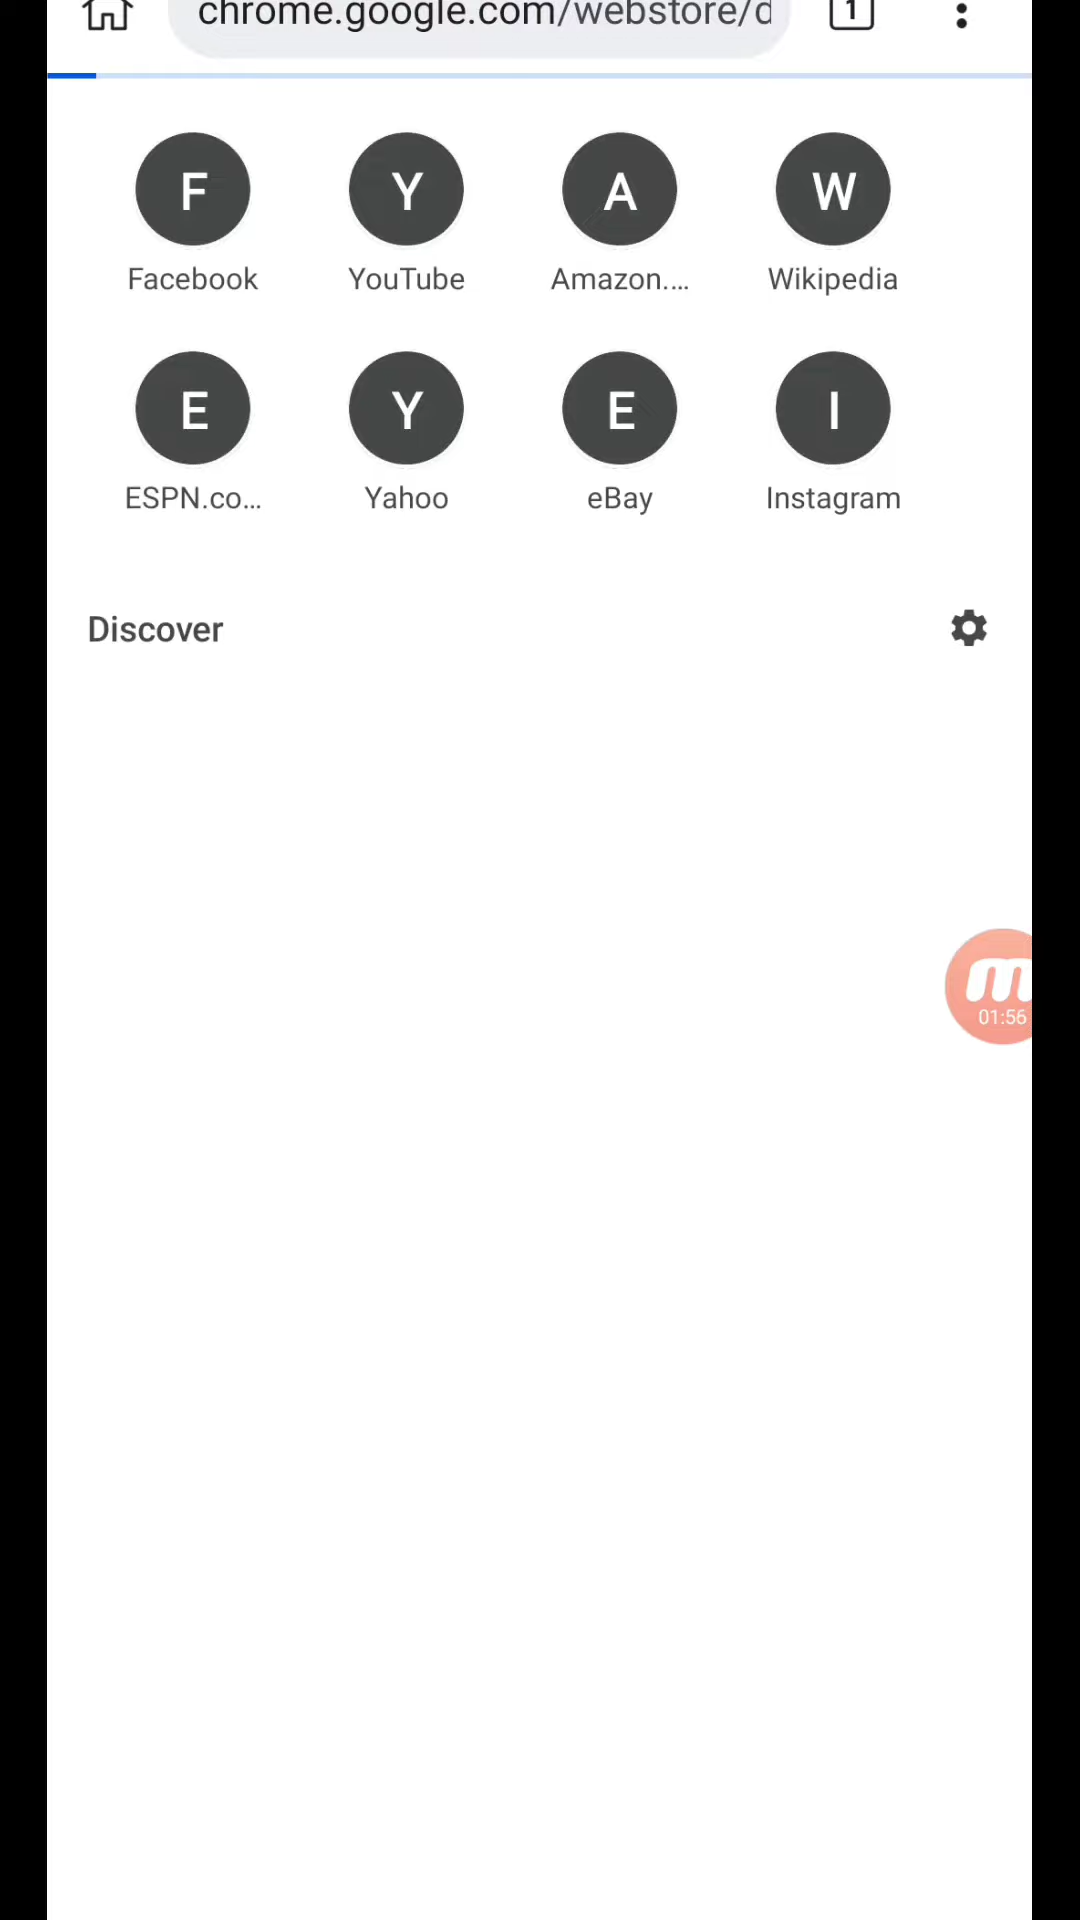 chrome.google.com/webstore/d
1
F Y A W
Facebook YouTube Amazon.... Wikipedia
E Y E I
ESPN.co... Yahoo eBay Instagram
Discover
m
01:56